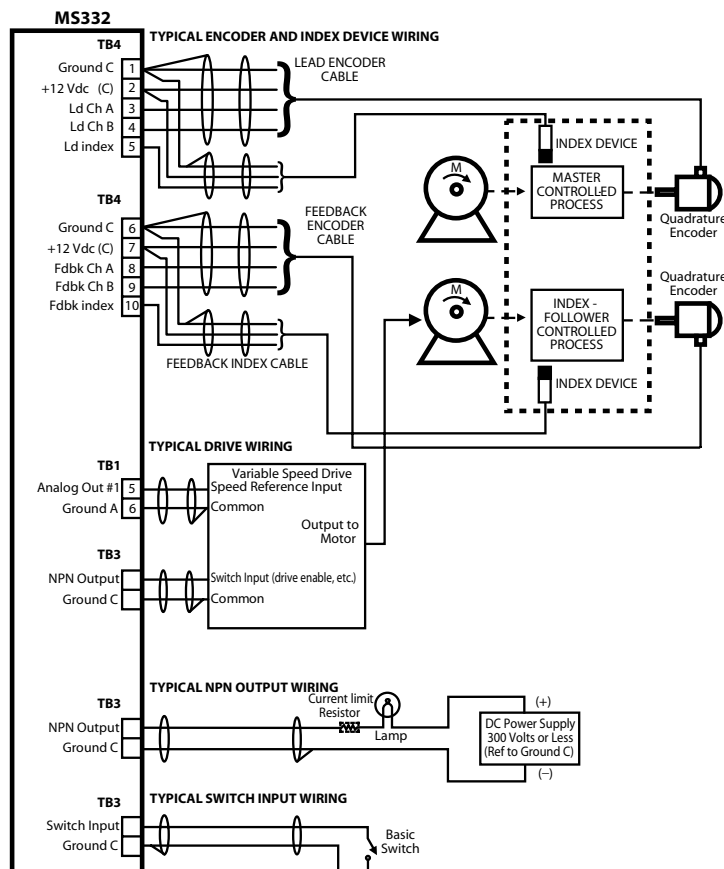 MS332
TYPICAL ENCODER AND INDEX DEVICE WIRING
TB4
Ground C 1
+12 Vdc (C) 2
Ld Ch A 3
Ld Ch B 4
Ld index 5
LEAD ENCODER
CABLE
INDEX DEVICE
M
MASTER
CONTROLLED
PROCESS
Quadrature
Encoder
TB4
Ground C 6
+12 Vdc (C) 7
Fdbk Ch A 8
Fdbk Ch B 9
Fdbk index 10
FEEDBACK
ENCODER
CABLE
FEEDBACK INDEX CABLE
M
INDEX -
FOLLOWER
CONTROLLED
PROCESS
Quadrature
Encoder
INDEX DEVICE
TYPICAL DRIVE WIRING
TB1
Analog Out #1 5
Ground A 6
Variable Speed Drive
Speed Reference Input
Common
Output to
Motor
TB3
NPN Output
Ground C
Switch Input (drive enable, etc.)
Common
TYPICAL NPN OUTPUT WIRING
TB3
NPN Output
Ground C
Current limit
Resistor
Lamp
(+)
DC Power Supply
300 Volts or Less
(Ref to Ground C)
(–)
TYPICAL SWITCH INPUT WIRING
TB3
Switch Input
Ground C
Basic
Switch